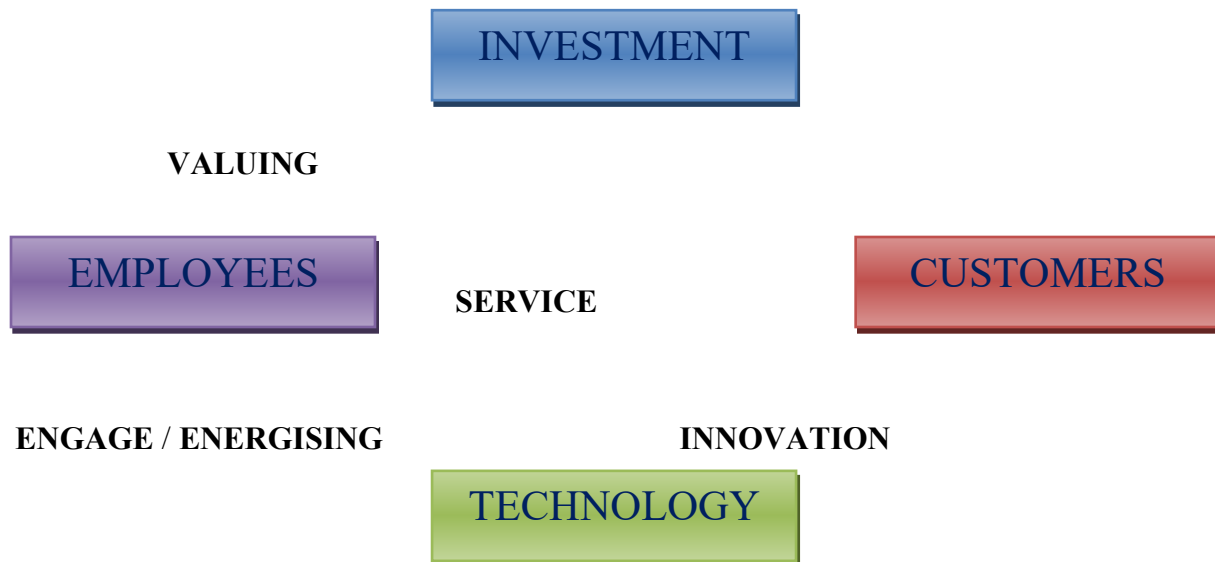 INVESTMENT
VALUING
EMPLOYEES
CUSTOMERS
SERVICE
ENGAGE / ENERGISING
INNOVATION
TECHNOLOGY